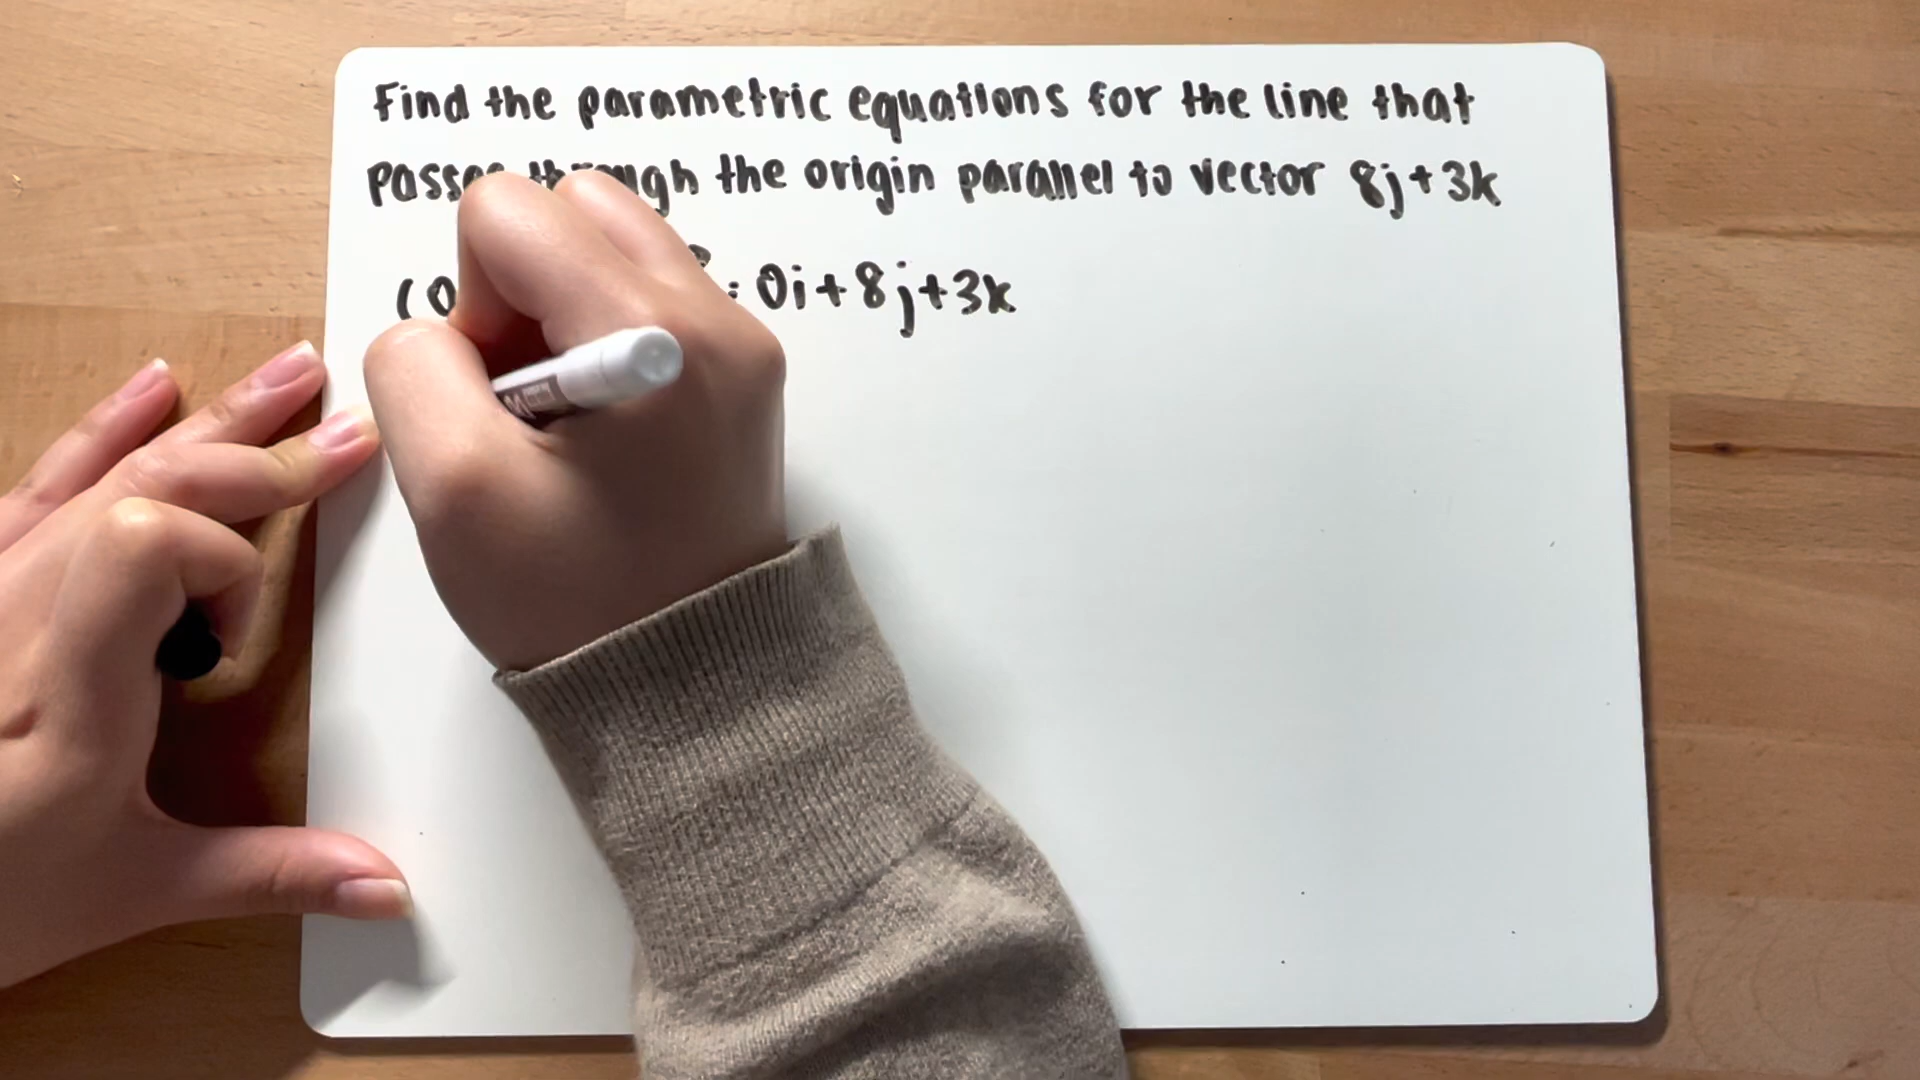 Find the parametric equations for the line that
the origin parallel to vector 8j+3k
(0 : 0i+8j+3k